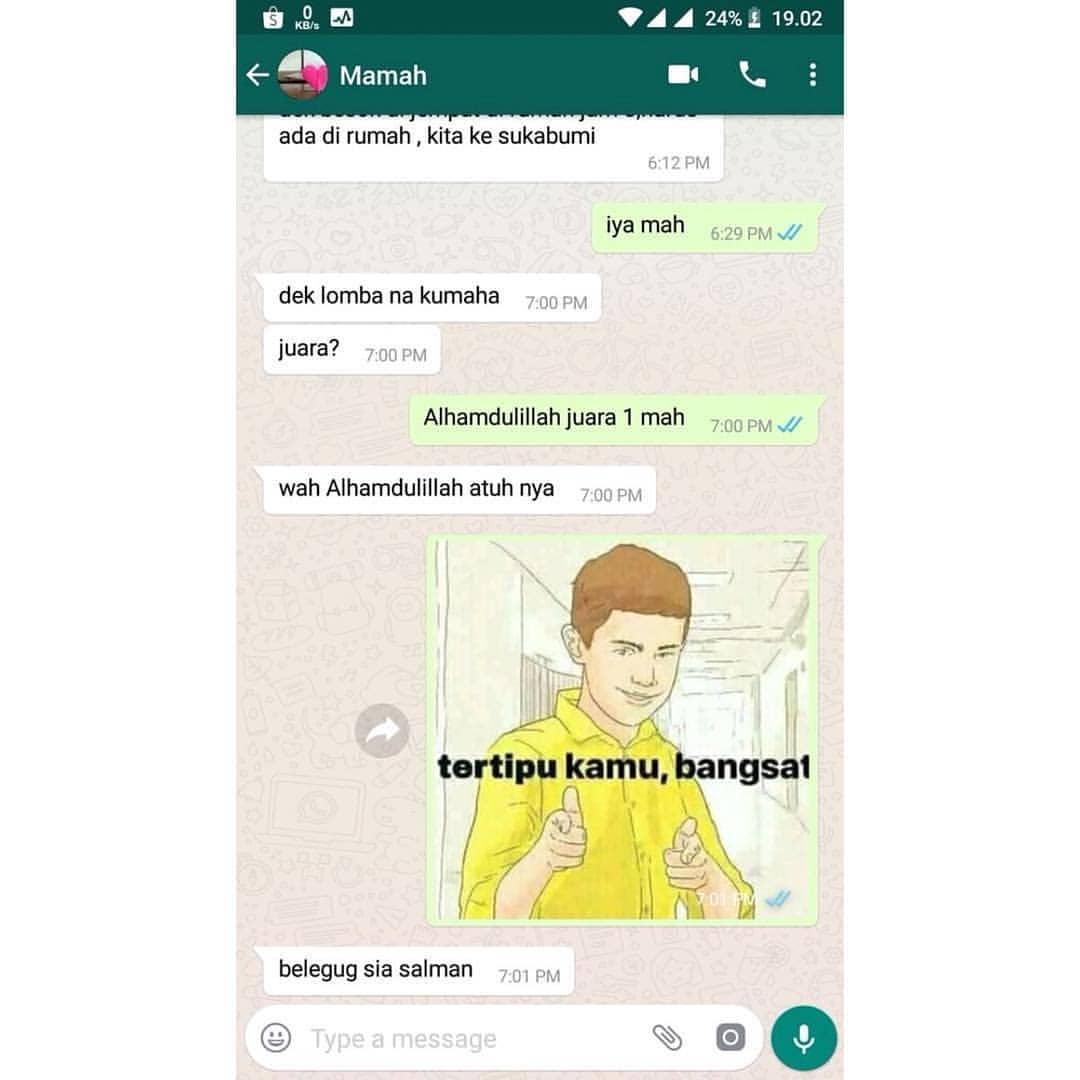 0
KB/s
24% 19.02
Mamah
ada di rumah , kita ke sukabumi
6:12 PM
iya mah 6:29 PM
dek lomba na kumaha 7:00 PM
juara? 7:00 PM
Alhamdulillah juara 1 mah 7:00 PM
wah Alhamdulillah atuh nya 7:00 PM
tertipu kamu, bangsat
7:01 PM
belegug sia salman 7:01 PM
Type a message